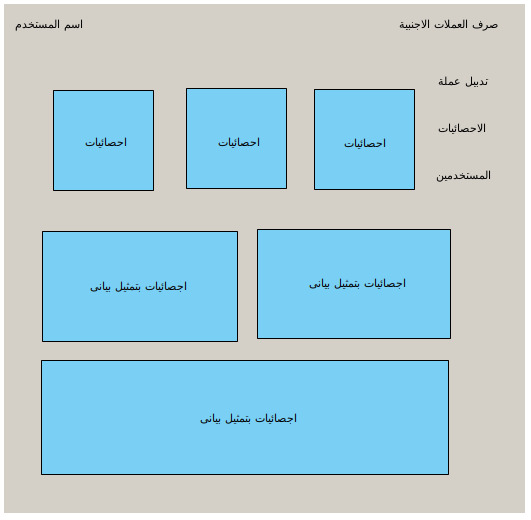 صرف العملات الاجنبية
اسم المستخدم
تدبيل عملة
الاحصائيات
المستخدمين
احصائيات
احصائيات
احصائيات
احصائيات بتمثيل بيانى
احصائيات بتمثيل بيانى
احصائيات بتمثيل بيانى